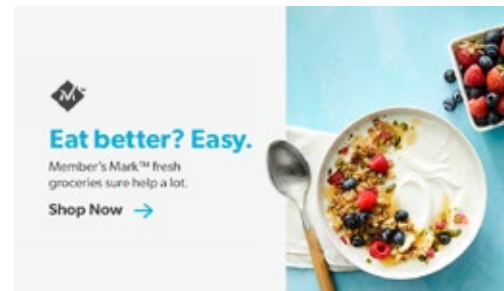 Eat better? Easy.
Member's Mark™ fresh
groceries sure help a lot.
Shop Now